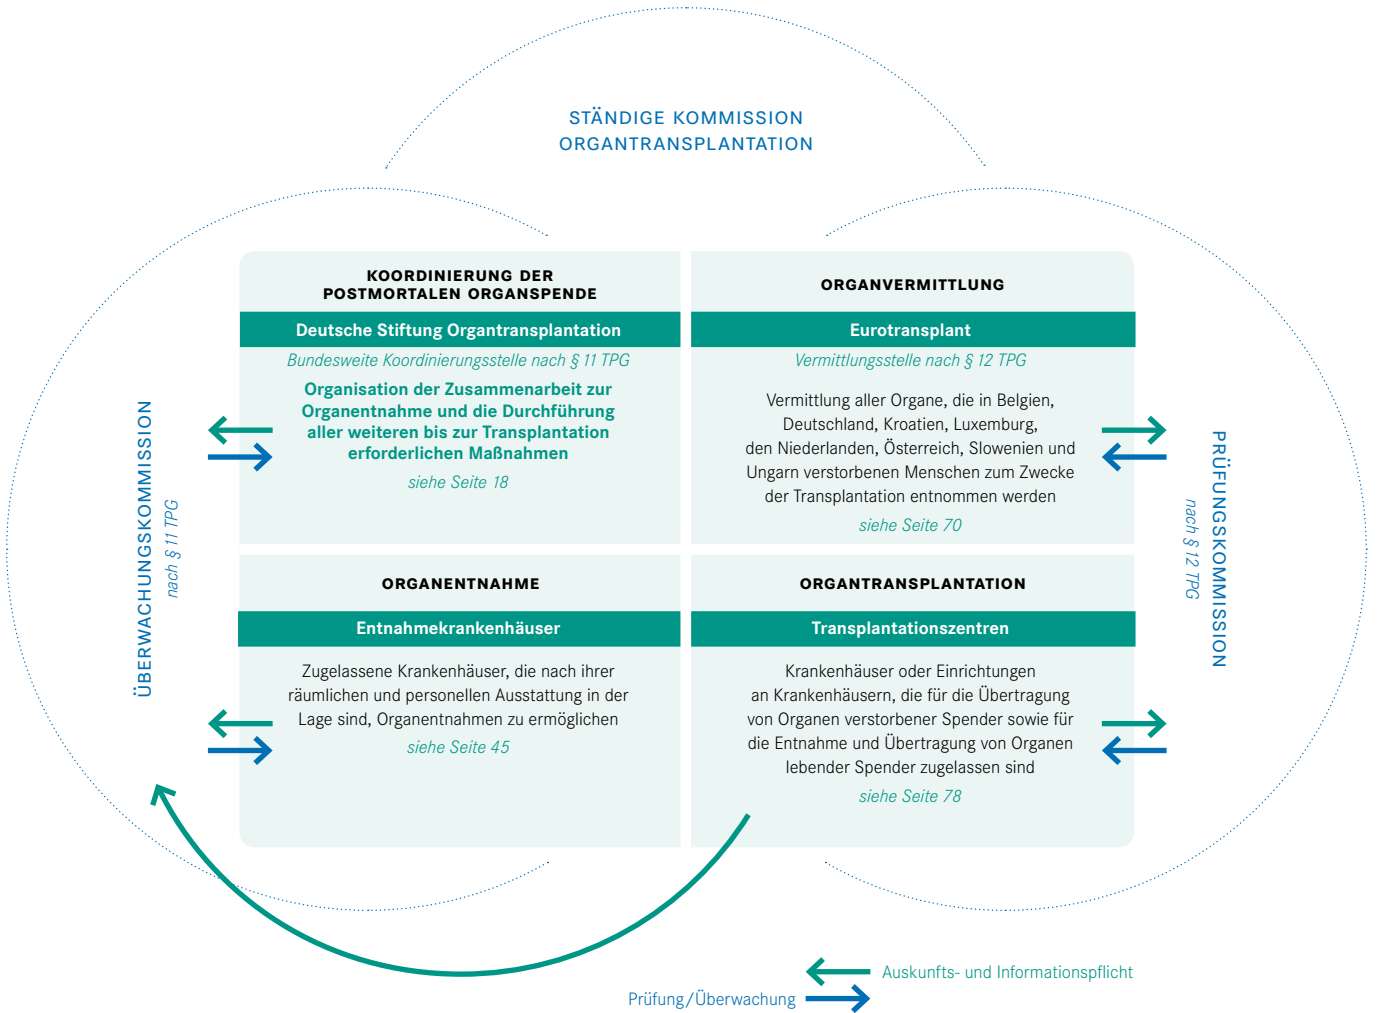 STÄNDIGE KOMMISSION
ORGANTRANSPLANTATION
ÜBERWACHUNGSKOMMISSION
nach § 11 TPG
KOORDINIERUNG DER
POSTMORTALEN ORGANSPENDE
Deutsche Stiftung Organtransplantation
Bundesweite Koordinierungsstelle nach § 11 TPG
Organisation der Zusammenarbeit zur
Organentnahme und die Durchführung
aller weiteren bis zur Transplantation
erforderlichen Maßnahmen
siehe Seite 18
ORGANVERMITTLUNG
Eurotransplant
Vermittlungsstelle nach § 12 TPG
Vermittlung aller Organe, die in Belgien,
Deutschland, Kroatien, Luxemburg,
den Niederlanden, Österreich, Slowenien und
Ungarn verstorbenen Menschen zum Zwecke
der Transplantation entnommen werden
siehe Seite 70
ORGANENTNAHME
Entnahmekrankenhäuser
Zugelassene Krankenhäuser, die nach ihrer
räumlichen und personellen Ausstattung in der
Lage sind, Organentnahmen zu ermöglichen
siehe Seite 45
ORGANTRANSPLANTATION
Transplantationszentren
Krankenhäuser oder Einrichtungen
an Krankenhäusern, die für die Übertragung
von Organen verstorbener Spender sowie für
die Entnahme und Übertragung von Organen
lebender Spender zugelassen sind
siehe Seite 78
PRÜFUNGSKOMMISSION
nach § 12 TPG
Auskunfts- und Informationspflicht
Prüfung/Überwachung